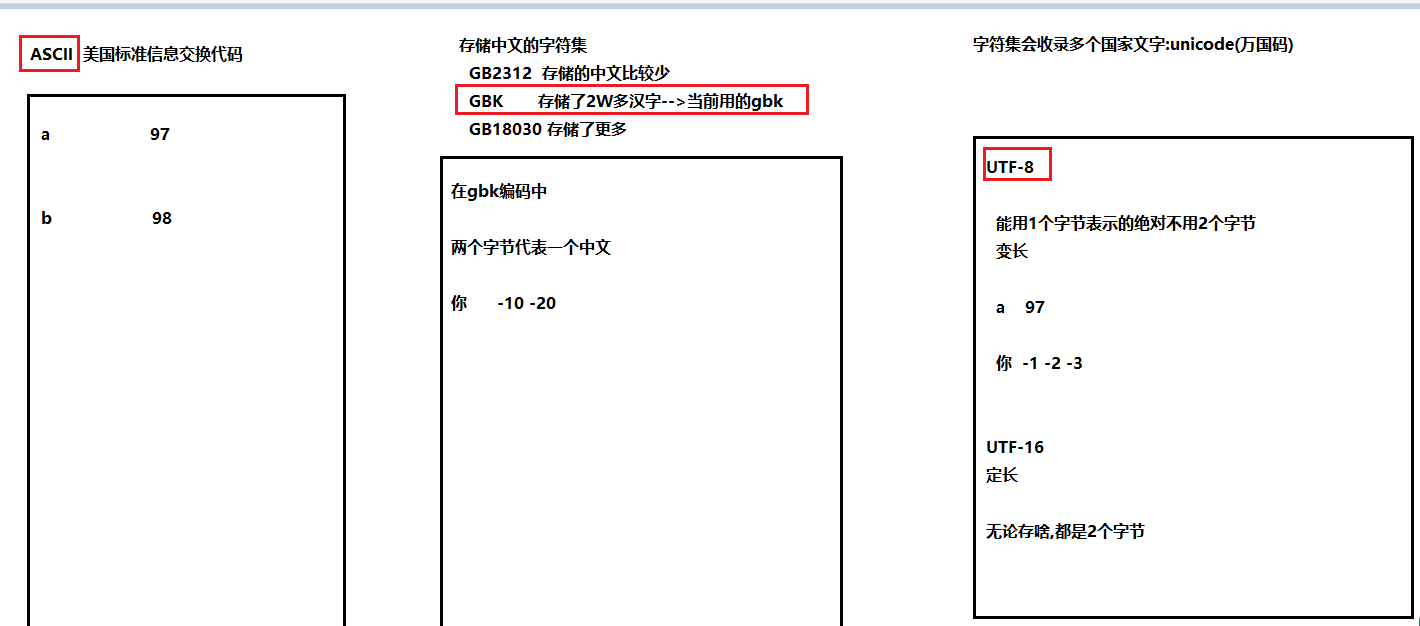 ASCII 美国标准信息交换代码
a 97
b 98
存储中文的字符集
GB2312 存储的中文比较少
GBK 存储了2W多汉字-->当前用的gbk
GB18030 存储了更多
在gbk编码中
两个字节代表一个中文
你 -10 -20
字符集会收录多个国家文字:unicode(万国码)
UTF-8
能用1个字节表示的绝对不用2个字节
变长
a 97
你 -1 -2 -3
UTF-16
定长
无论存啥,都是2个字节